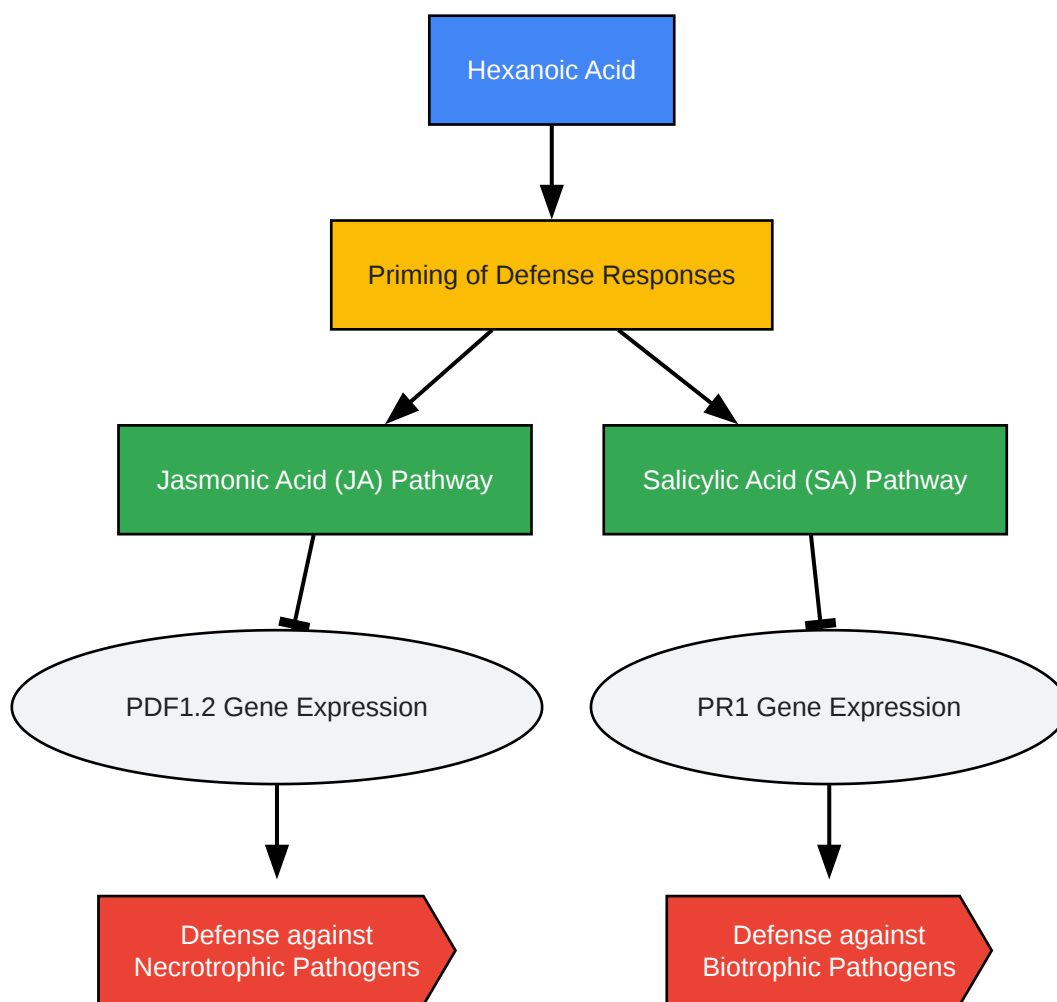 Hexanoic Acid
Priming of Defense Responses
Jasmonic Acid (JA) Pathway
Salicylic Acid (SA) Pathway
PDF1.2 Gene Expression
PR1 Gene Expression
Defense against
Necrotrophic Pathogens
Defense against
Biotrophic Pathogens